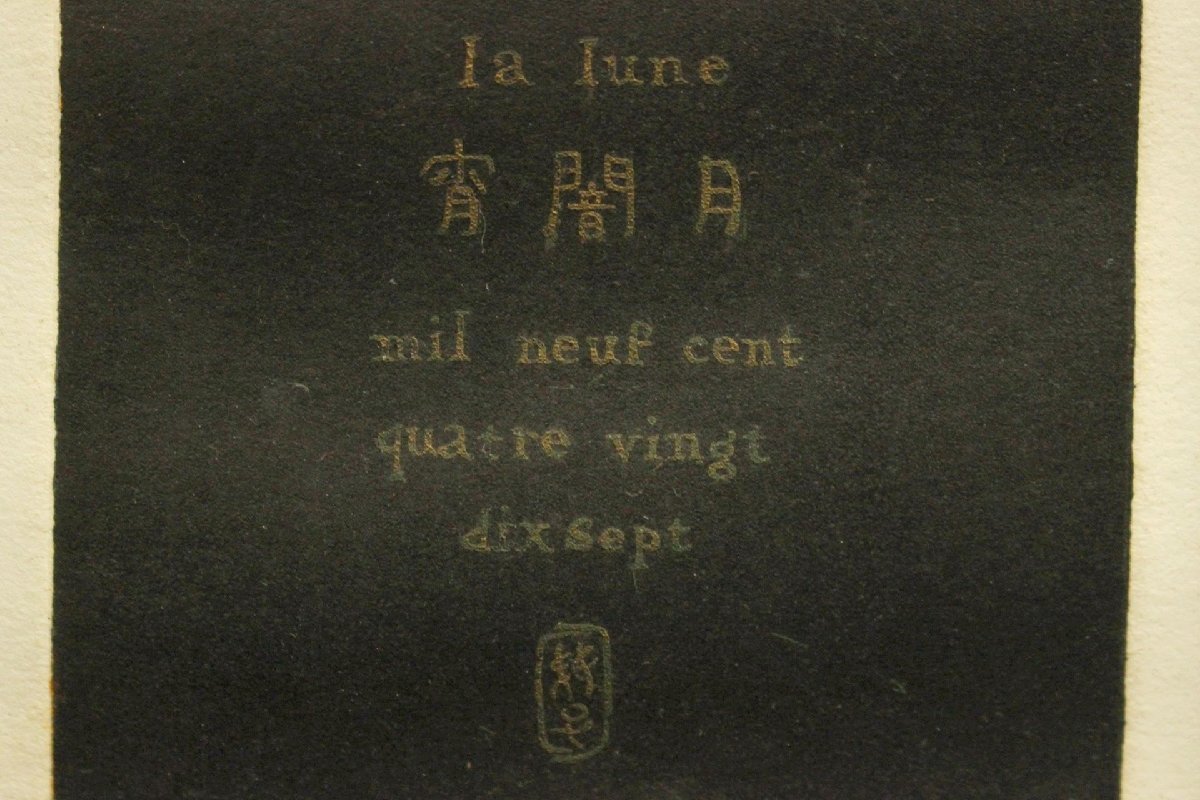 la lune
宵闇月
mil neuf cent
quatre vingt
dix sept